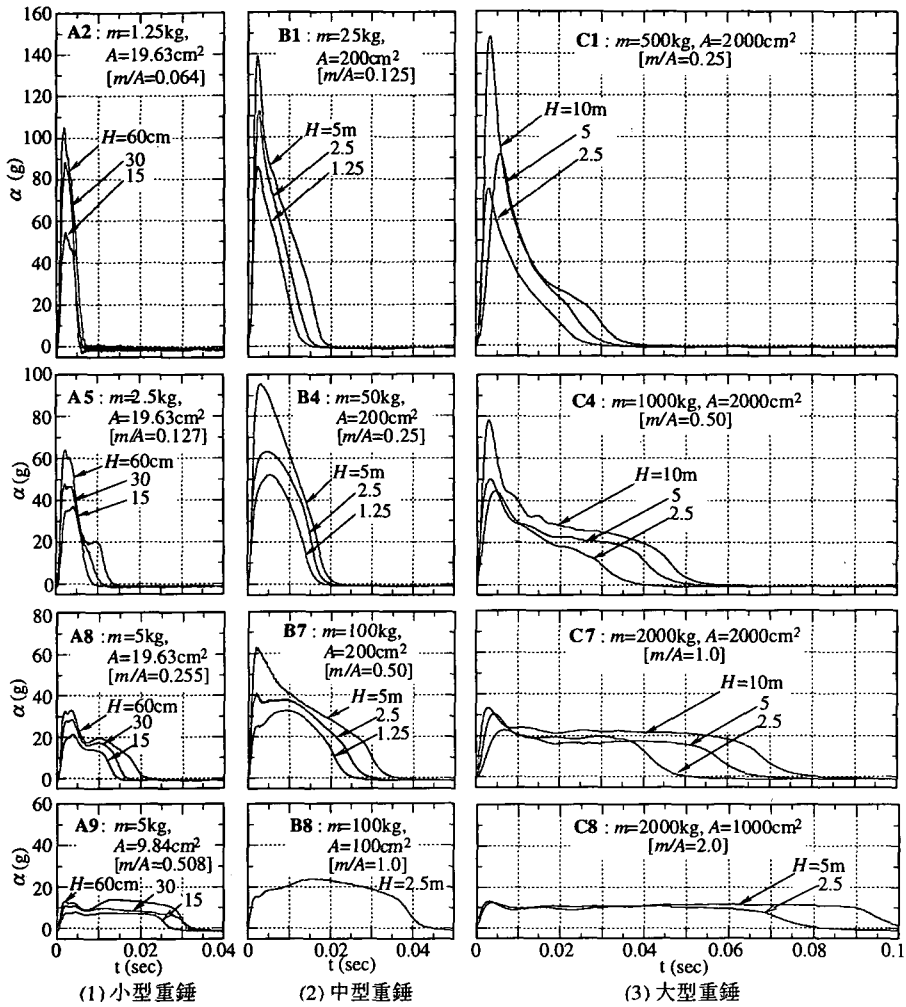 160
140
120
100
80
60
40
20
0
α (g)
A2 : m=1.25kg,
A=19.63cm²
[m/A=0.064]
H=60cm
30
15
B1 : m=25kg,
A=200cm²
[m/A=0.125]
H=5m
2.5
1.25
C1 : m=500kg, A=2000cm²
[m/A=0.25]
H=10m
5
2.5
100
80
60
40
20
0
α (g)
A5 : m=2.5kg,
A=19.63cm²
[m/A=0.127]
H=60cm
30
15
B4 : m=50kg,
A=200cm²
[m/A=0.25]
H=5m
2.5
1.25
C4 : m=1000kg, A=2000cm²
[m/A=0.50]
H=10m
5
2.5
80
60
40
20
0
α (g)
A8 : m=5kg,
A=19.63cm²
[m/A=0.255]
H=60cm
30
15
B7 : m=100kg,
A=200cm²
[m/A=0.50]
H=5m
2.5
1.25
C7 : m=2000kg, A=2000cm²
[m/A=1.0]
H=10m
5
2.5
60
40
20
0
α (g)
A9 : m=5kg,
A=9.84cm²
[m/A=0.508]
H=60cm
30
15
B8 : m=100kg,
A=100cm²
[m/A=1.0]
H=2.5m
C8 : m=2000kg, A=1000cm²
[m/A=2.0]
H=5m
2.5
0 0.02 0.04
t (sec)
0 0.02 0.04
t (sec)
0 0.02 0.04 0.06 0.08 0.1
t (sec)
(1) 小型重錘
(2) 中型重錘
(3) 大型重錘